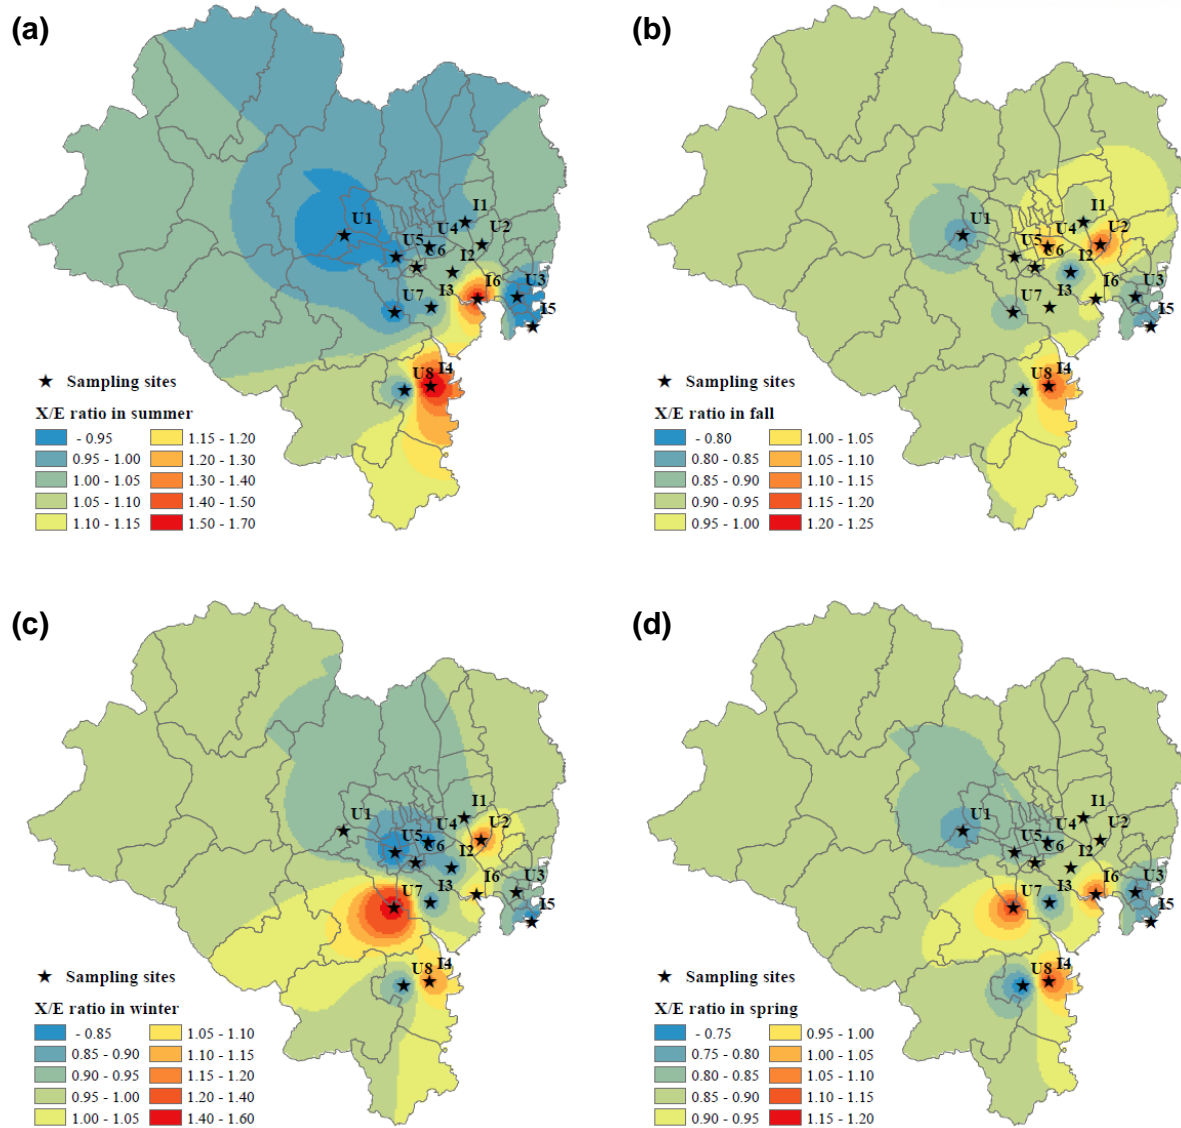 (a)
U1
I1
U4
U2
U5
U6
I2
I6
U3
I5
U7
I3
U8
I4
Sampling sites
X/E ratio in summer
- 0.95
1.15 - 1.20
0.95 - 1.00
1.20 - 1.30
1.00 - 1.05
1.30 - 1.40
1.05 - 1.10
1.40 - 1.50
1.10 - 1.15
1.50 - 1.70
(b)
U1
I1
U4
U2
U5
U6
I2
I6
U3
I5
U7
I3
U8
I4
Sampling sites
X/E ratio in fall
- 0.80
1.00 - 1.05
0.80 - 0.85
1.05 - 1.10
0.85 - 0.90
1.10 - 1.15
0.90 - 0.95
1.15 - 1.20
0.95 - 1.00
1.20 - 1.25
(c)
U1
I1
U4
U2
U5
U6
I2
I6
U3
I5
U7
I3
U8
I4
Sampling sites
X/E ratio in winter
- 0.85
1.05 - 1.10
0.85 - 0.90
1.10 - 1.15
0.90 - 0.95
1.15 - 1.20
0.95 - 1.00
1.20 - 1.40
1.00 - 1.05
1.40 - 1.60
(d)
U1
I1
U4
U2
U5
U6
I2
I6
U3
I5
U7
I3
U8
I4
Sampling sites
X/E ratio in spring
- 0.75
0.95 - 1.00
0.75 - 0.80
1.00 - 1.05
0.80 - 0.85
1.05 - 1.10
0.85 - 0.90
1.10 - 1.15
0.90 - 0.95
1.15 - 1.20